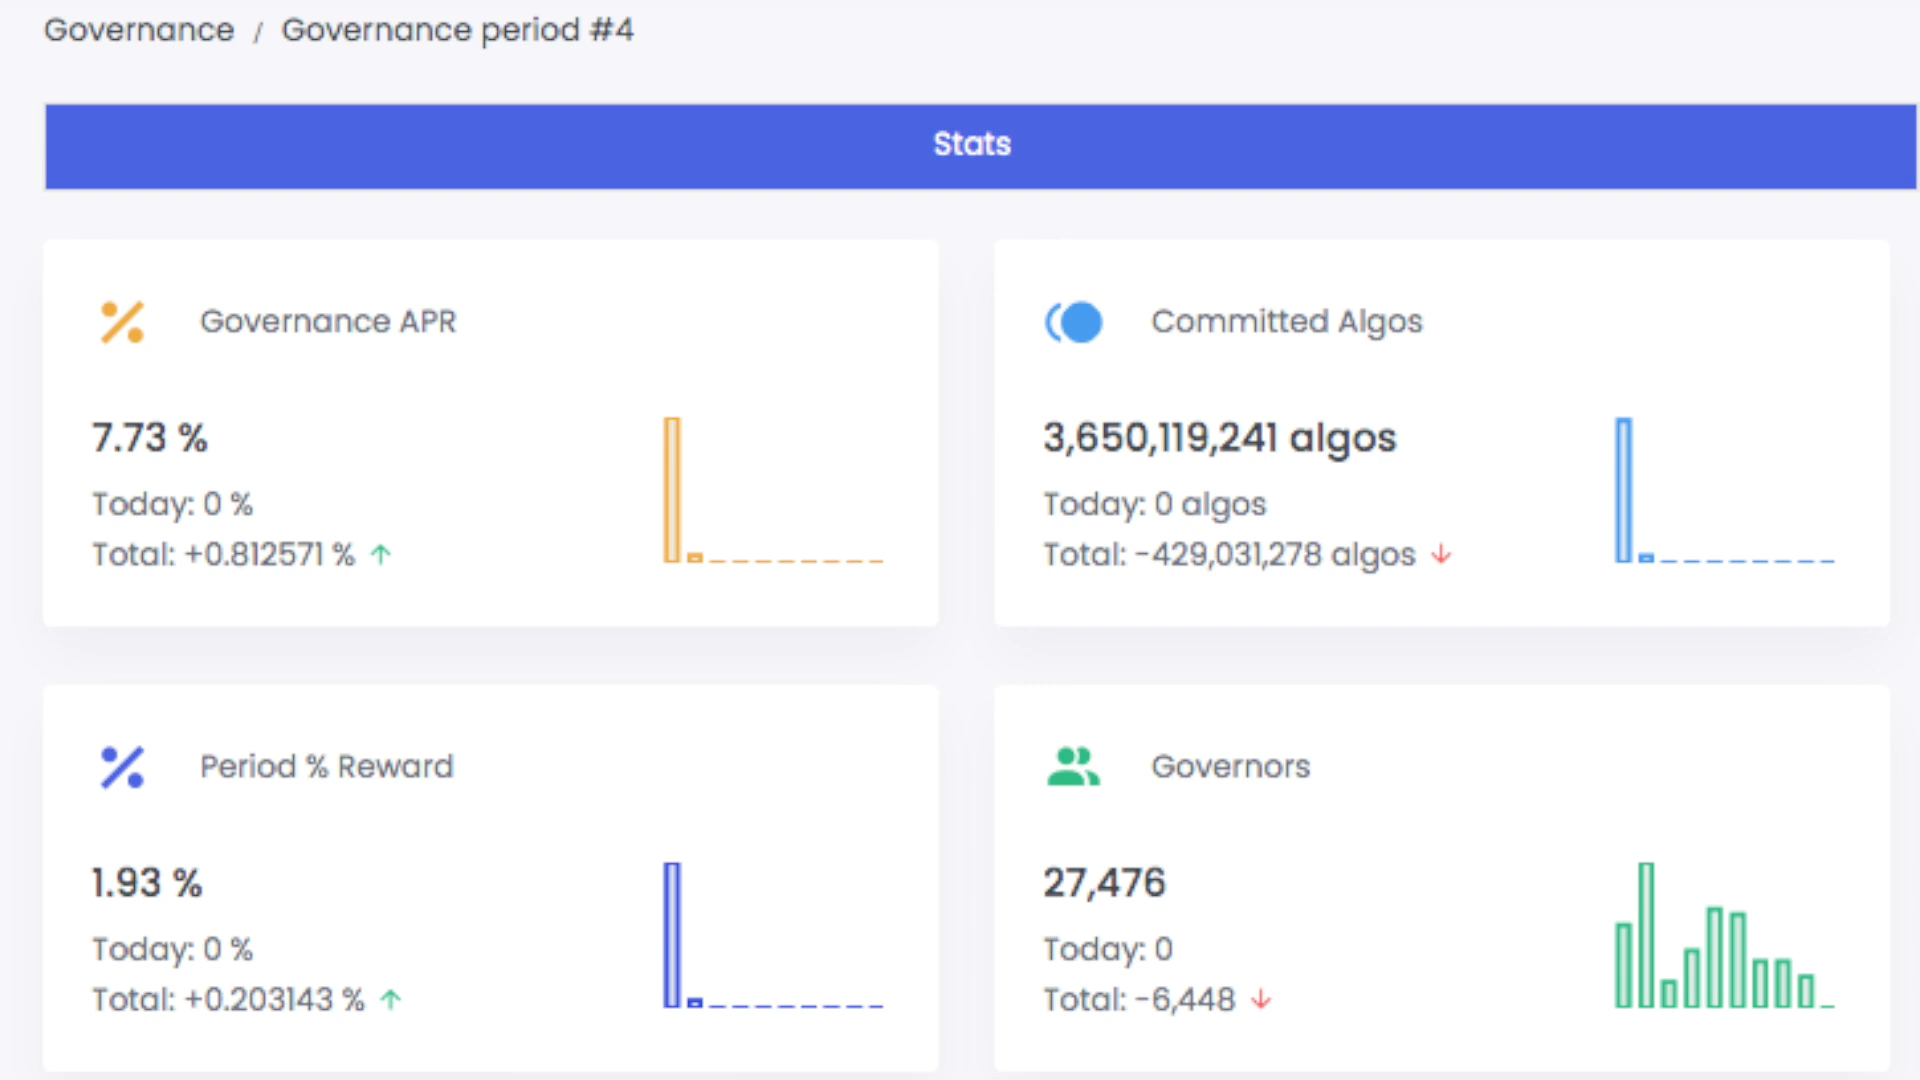 Governance / Governance period #4
Stats
Governance APR
7.73 %
Today: 0 %
Total: +0.812571 % ↑
Committed Algos
3,650,119,241 algos
Today: 0 algos
Total: -429,031,278 algos ↓
Period % Reward
1.93 %
Today: 0 %
Total: +0.203143 % ↑
Governors
27,476
Today: 0
Total: -6,448 ↓